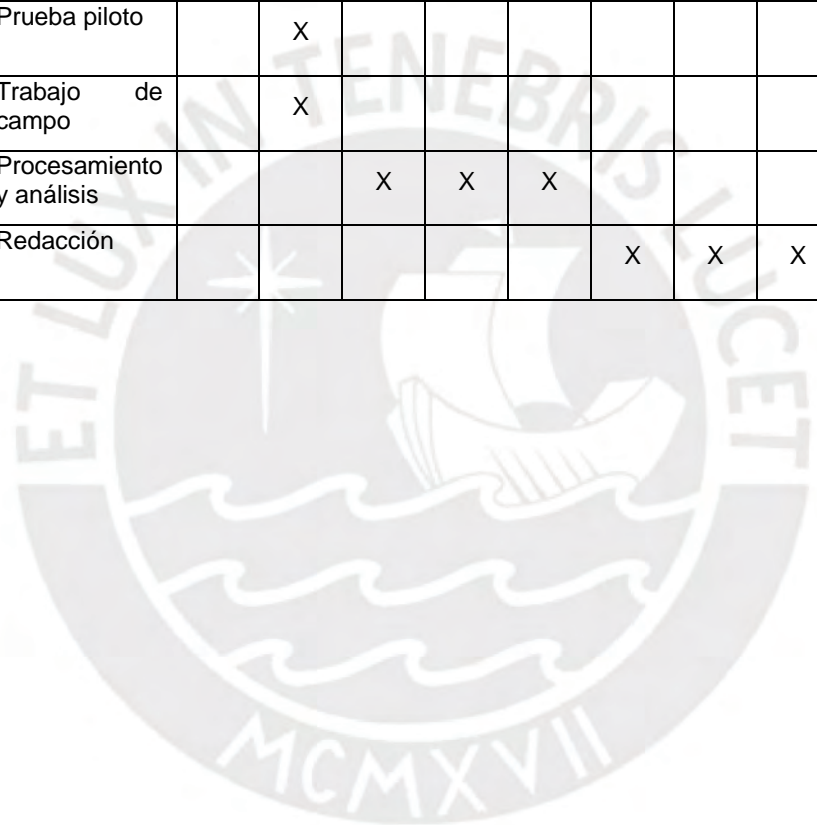 Prueba piloto X
Trabajo de
campo X
Procesamiento
y análisis X X X
Redacción X X X
ET LUX IN TENEBRIS LUCET
MCMXVII